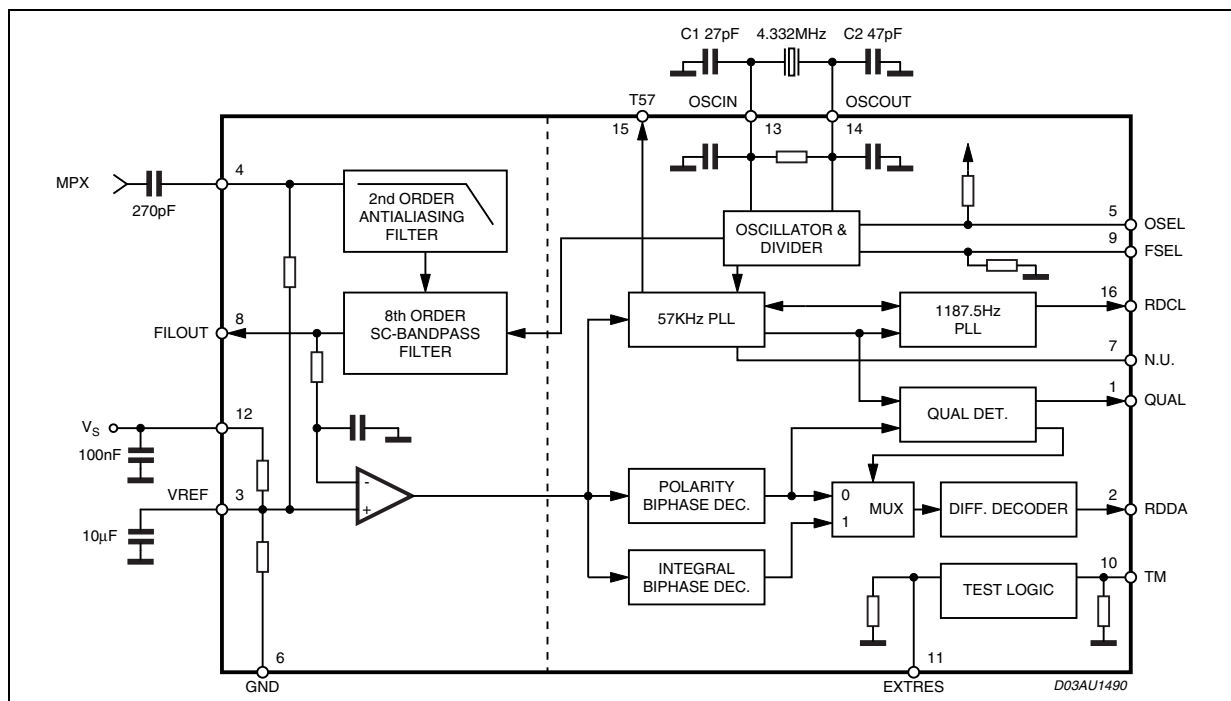 C1 27pF
4.332MHz
C2 47pF
T57
OSCIN
OSCOUT
15
13
14
MPX
270pF
4
2nd ORDER
ANTIALIASING
FILTER
OSCILLATOR &
DIVIDER
5
OSEL
9
FSEL
FILOUT
8
8th ORDER
SC-BANDPASS
FILTER
57KHz PLL
1187.5Hz
PLL
16
RDCL
7
N.U.
VS
12
100nF
QUAL DET.
1
QUAL
VREF
3
10μF
-
+
POLARITY
BIPHASE DEC.
0
1
MUX
DIFF. DECODER
2
RDDA
INTEGRAL
BIPHASE DEC.
TEST LOGIC
10
TM
6
GND
11
EXTRES
D03AU1490